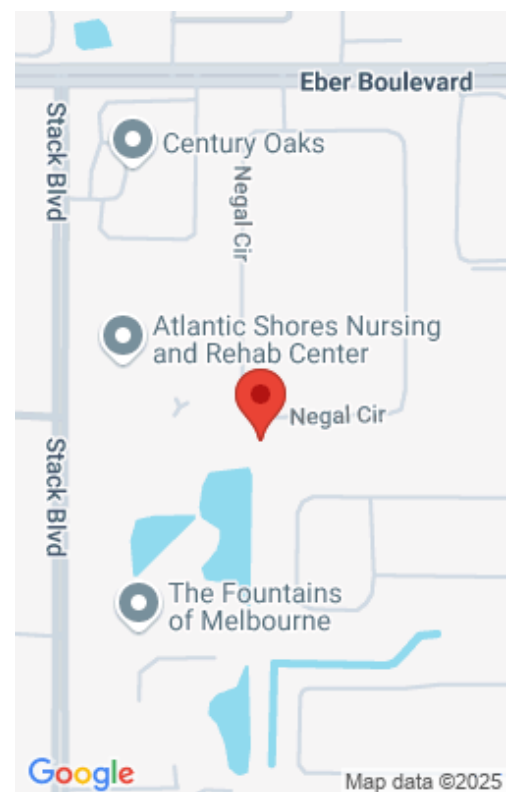 Eber Boulevard
Stack Blvd
Century Oaks
Negal Cir
Atlantic Shores Nursing
and Rehab Center
Negal Cir
Stack Blvd
The Fountains
of Melbourne
Google
Map data ©2025